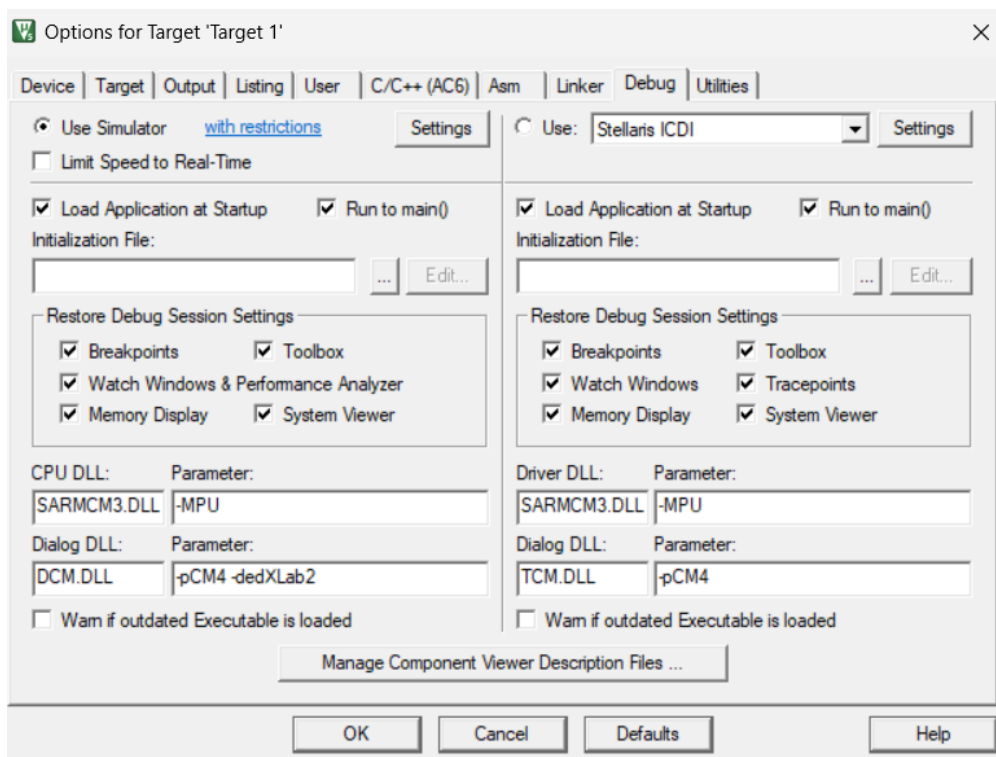 Options for Target 'Target 1'
Device Target Output Listing User C/C++ (AC6) Asm Linker Debug Utilities
Use Simulator with restrictions Settings
Limit Speed to Real-Time
Use: Stellaris ICDI Settings
Load Application at Startup Run to main()
Initialization File:
... Edit...
Restore Debug Session Settings
Breakpoints Toolbox
Watch Windows & Performance Analyzer
Memory Display System Viewer
CPU DLL: Parameter:
SARMCM3.DLL -MPU
Dialog DLL: Parameter:
DCM.DLL -pCM4 -dedXLab2
Warn if outdated Executable is loaded
Load Application at Startup Run to main()
Initialization File:
... Edit...
Restore Debug Session Settings
Breakpoints Toolbox
Watch Windows Tracepoints
Memory Display System Viewer
Driver DLL: Parameter:
SARMCM3.DLL -MPU
Dialog DLL: Parameter:
TCM.DLL -pCM4
Warn if outdated Executable is loaded
Manage Component Viewer Description Files ...
OK Cancel Defaults Help